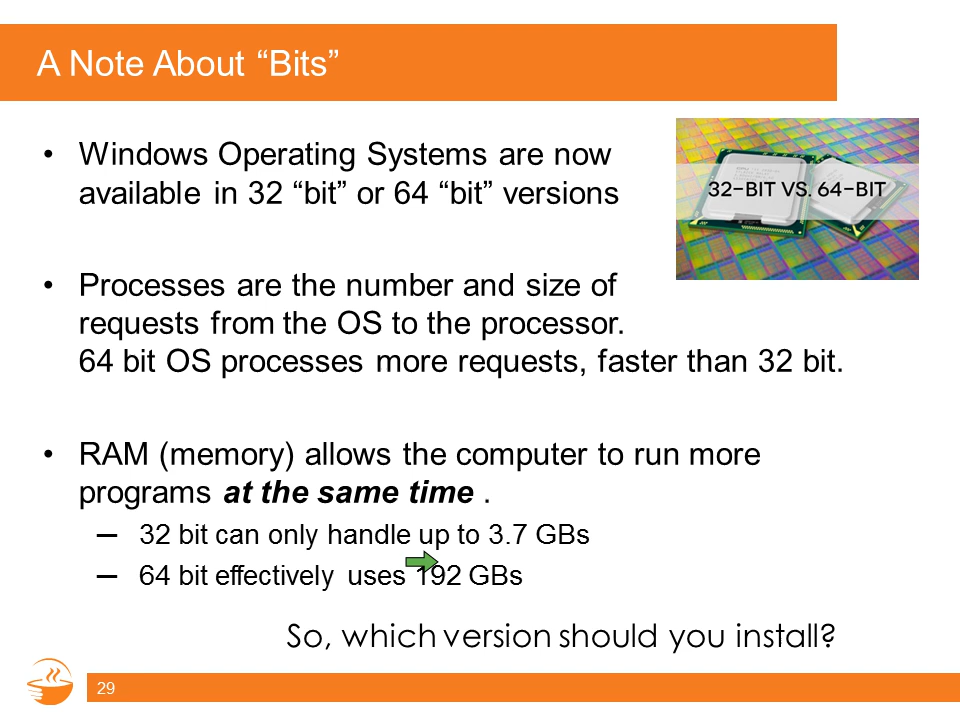 A Note About “Bits”
• Windows Operating Systems are now
available in 32 “bit” or 64 “bit” versions
32-BIT VS. 64-BIT
• Processes are the number and size of
requests from the OS to the processor.
64 bit OS processes more requests, faster than 32 bit.
• RAM (memory) allows the computer to run more
programs at the same time .
─ 32 bit can only handle up to 3.7 GBs
─ 64 bit effectively uses 192 GBs
So, which version should you install?
29